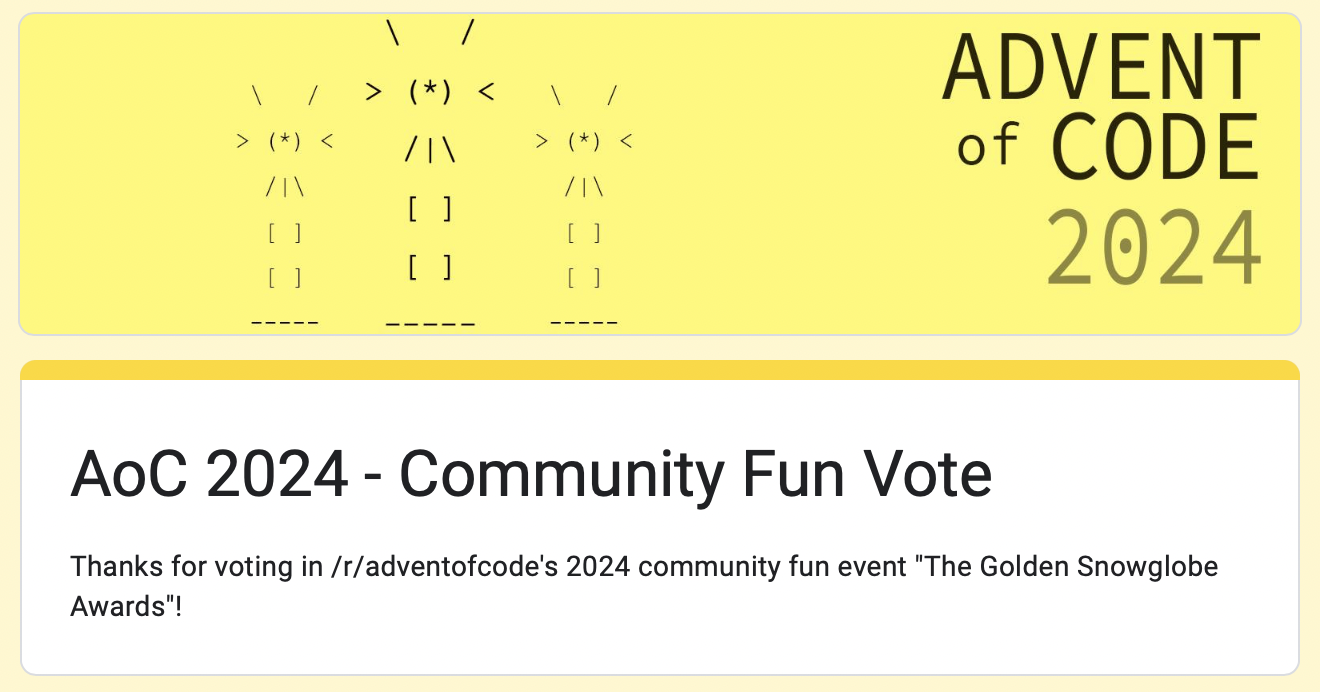 \   /
\   / > (*) < \   /
> (*) < > (*) <
/|\ /|\ /|\
[ ] [ ] [ ]
[ ] [ ] [ ]
----- ----- -----
ADVENT
of CODE
2024
AoC 2024 - Community Fun Vote
Thanks for voting in /r/adventofcode's 2024 community fun event "The Golden Snowglobe
Awards"!